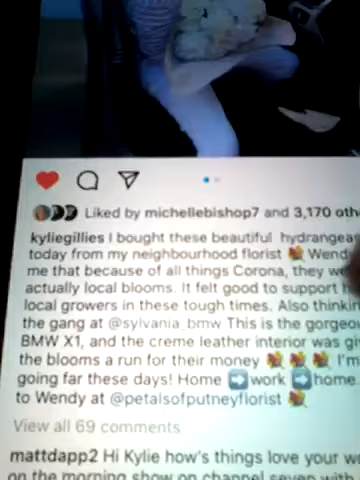 Liked by michellebishop7 and 3,170 oth
kyliegillies I bought these beautiful hydrangeas
today from my neighbourhood florist 💐 Wend
me that because of all things Corona, they we
actually local blooms. It felt good to support h
local growers in these tough times. Also thinkin
the gang at @sylvania_bmw This is the gorgeo
BMW X1, and the creme leather interior was giv
the blooms a run for their money 💐 💐 💐 I'm
going far these days! Home ➡️work ➡️home
to Wendy at @petalsofputneyflorist 💐
View all 69 comments
mattdapp2 Hi Kylie how's things love your w
on the morning show on channel seven with